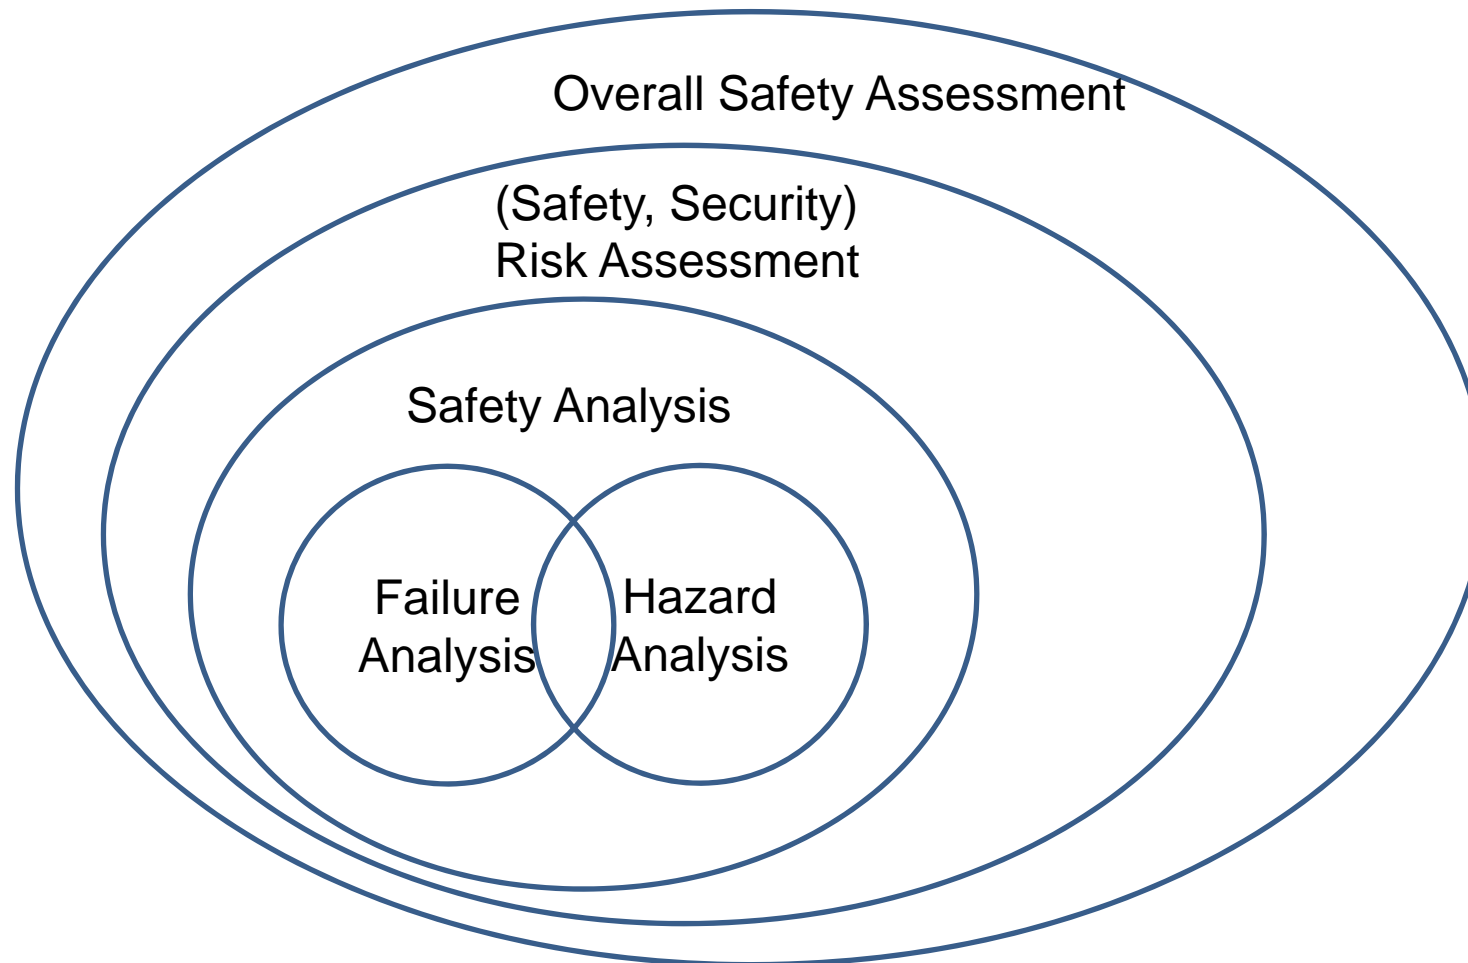 Overall Safety Assessment
(Safety, Security)
Risk Assessment
Safety Analysis
Failure
Analysis
Hazard
Analysis